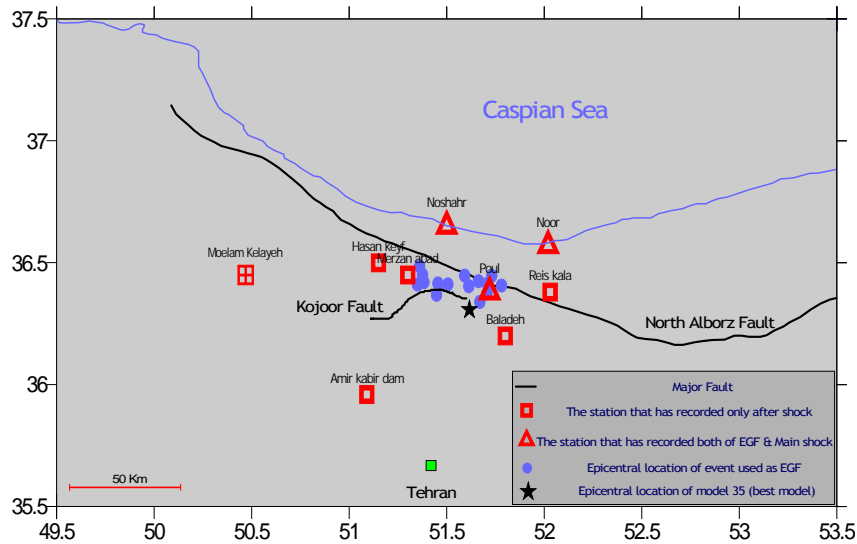 37.5
37
36.5
36
35.5
49.5
50
50.5
51
51.5
52
52.5
53
53.5
Caspian Sea
Noshahr
Noor
Moelam Kelayeh
Hasan keyf
Merzan abad
Poul
Reis kala
Kojoor Fault
Baladeh
North Alborz Fault
Amir kabir dam
Tehran
50 Km
Major Fault
The station that has recorded only after shock
The station that has recorded both of EGF & Main shock
Epicentral location of event used as EGF
Epicentral location of model 35 (best model)